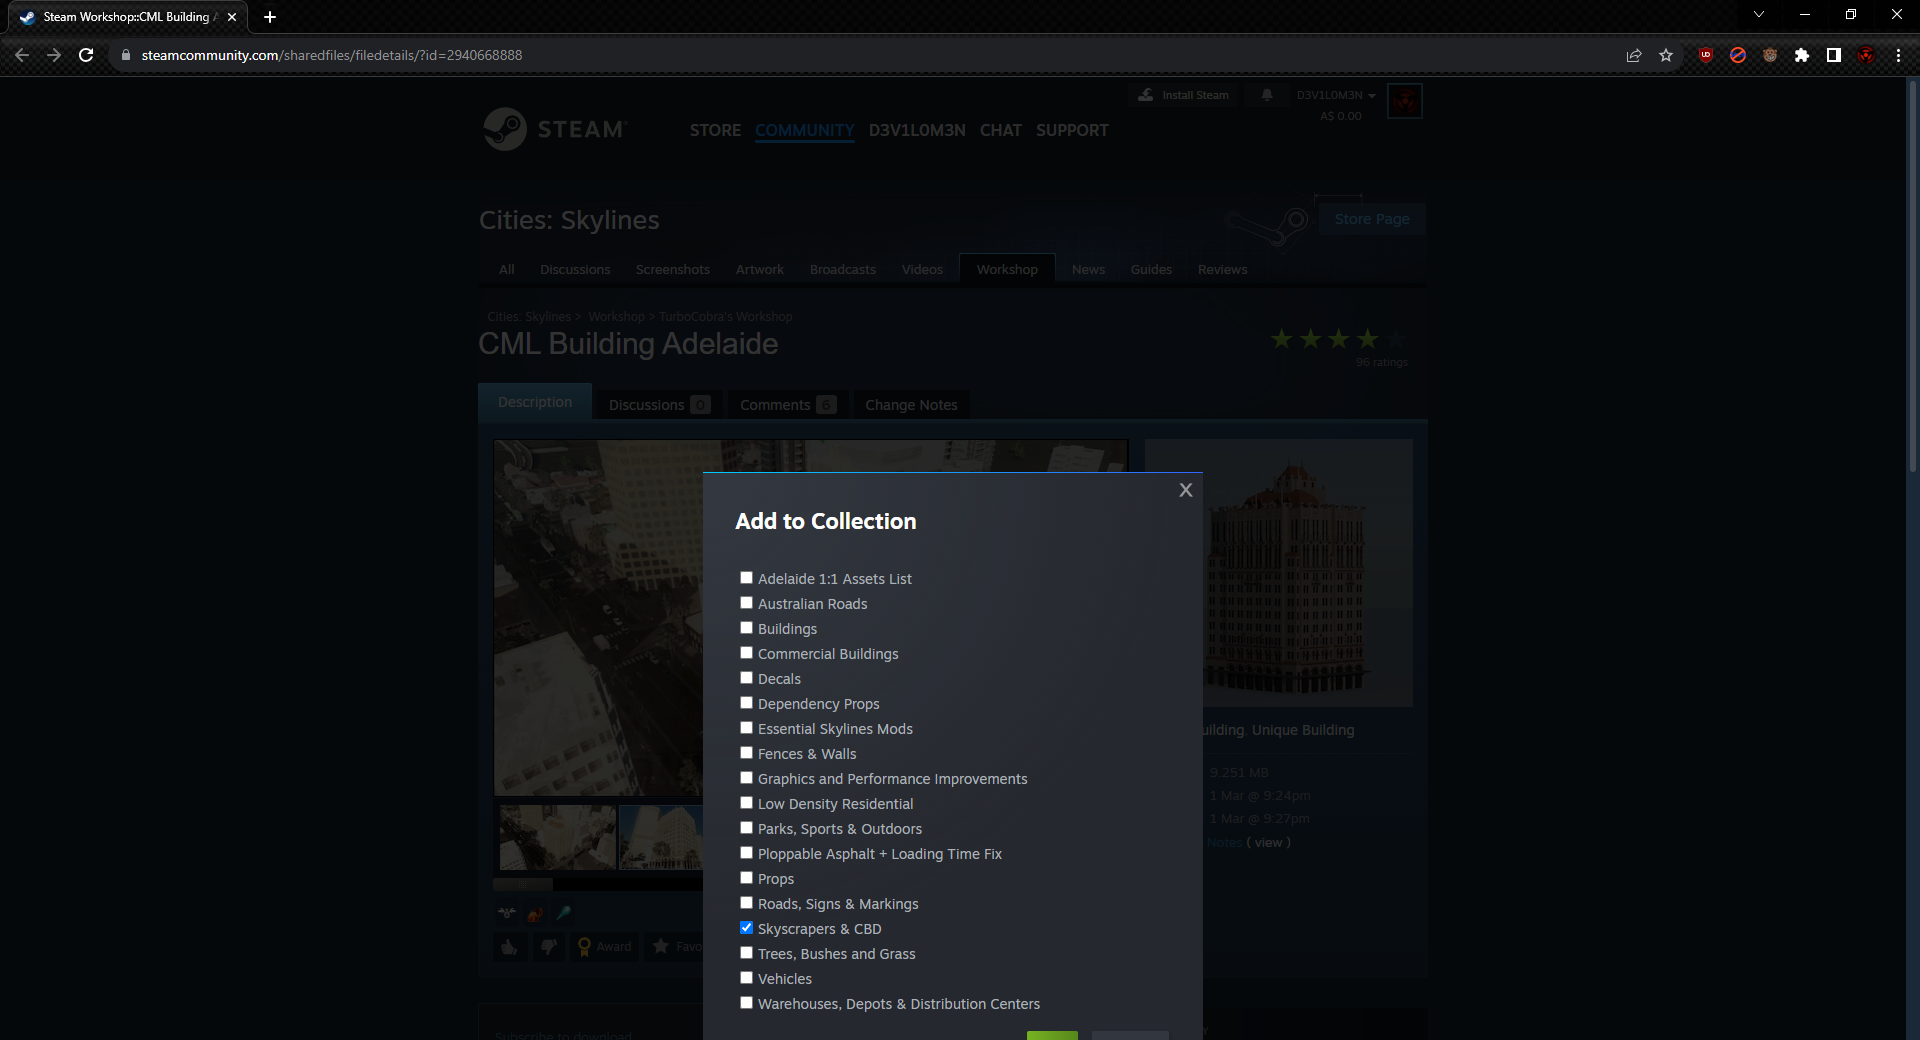 Steam Workshop::CML Building A
steamcommunity.com/sharedfiles/filedetails/?id=2940668888
Install Steam
D3V1L0M3N
A$ 0.00
STEAM
STORE COMMUNITY D3V1L0M3N CHAT SUPPORT
Cities: Skylines
Store Page
All Discussions Screenshots Artwork Broadcasts Videos Workshop News Guides Reviews
Cities: Skylines > Workshop > TurboCobra's Workshop
CML Building Adelaide
96 ratings
Description Discussions 0 Comments 6 Change Notes
X
Add to Collection
Adelaide 1:1 Assets List
Australian Roads
Buildings
Commercial Buildings
Decals
Dependency Props
Essential Skylines Mods
Fences & Walls
Graphics and Performance Improvements
Low Density Residential
Parks, Sports & Outdoors
Ploppable Asphalt + Loading Time Fix
Props
Roads, Signs & Markings
Skyscrapers & CBD
Trees, Bushes and Grass
Vehicles
Warehouses, Depots & Distribution Centers
uilding, Unique Building
9.251 MB
1 Mar @ 9:24pm
1 Mar @ 9:27pm
Notes ( view )
Award
Favo
Subscribe to download